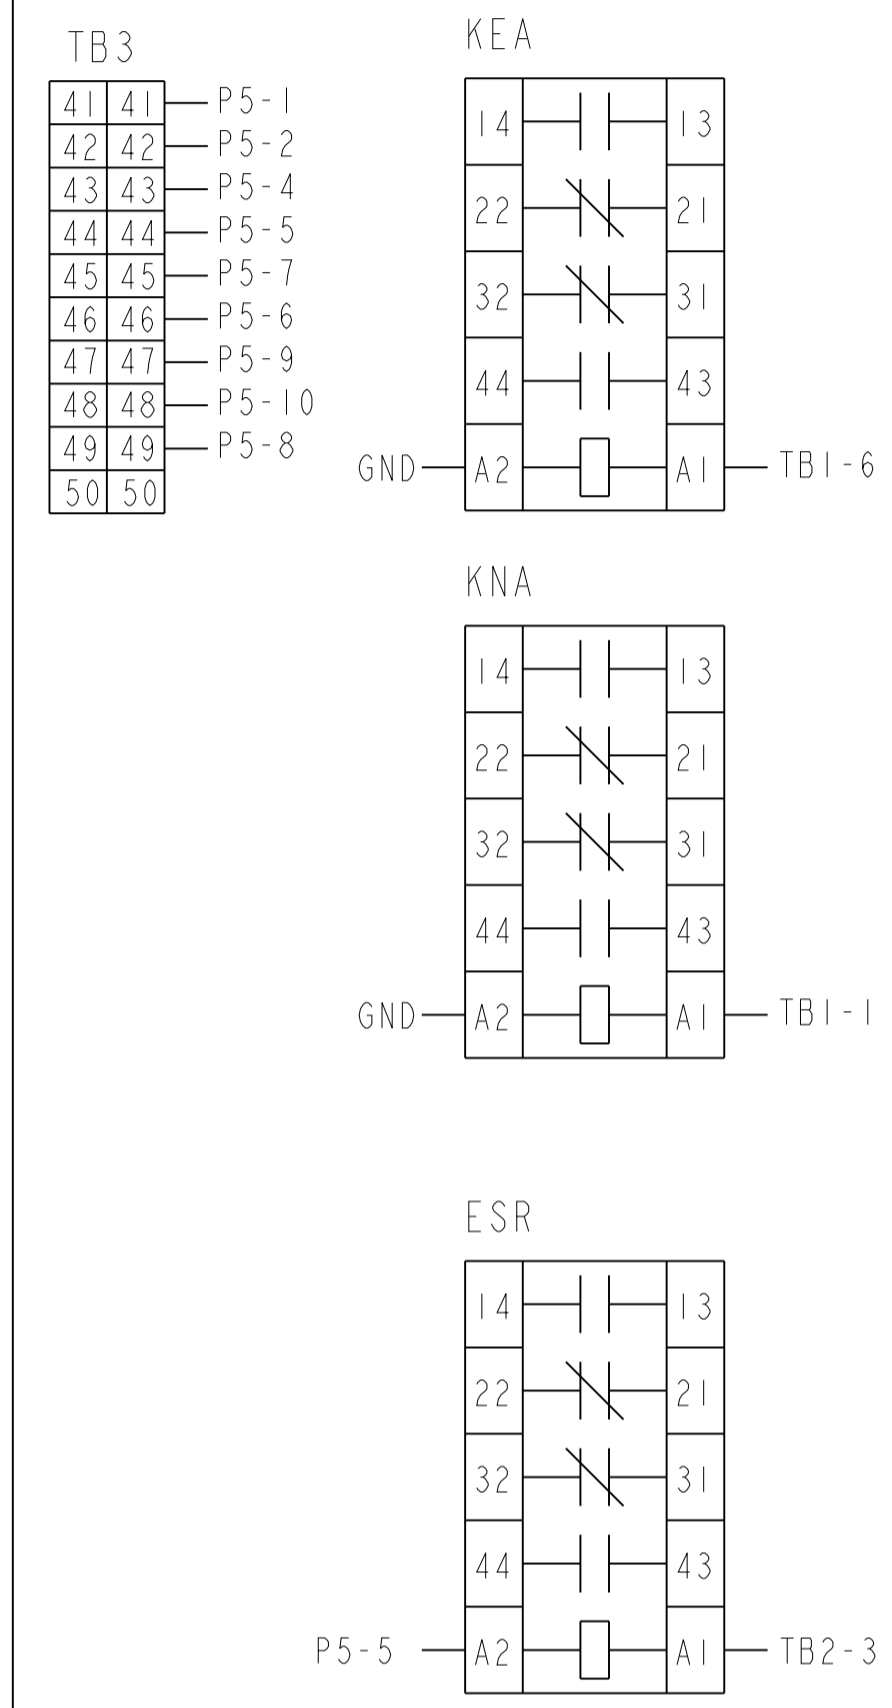 TB3
41 41 P5-1
42 42 P5-2
43 43 P5-4
44 44 P5-5
45 45 P5-7
46 46 P5-6
47 47 P5-9
48 48 P5-10
49 49 P5-8
50 50
KEA
14 13
22 21
32 31
44 43
GND A2 A1 TB1-6
KNA
14 13
22 21
32 31
44 43
GND A2 A1 TB1-1
ESR
14 13
22 21
32 31
44 43
P5-5 A2 A1 TB2-3